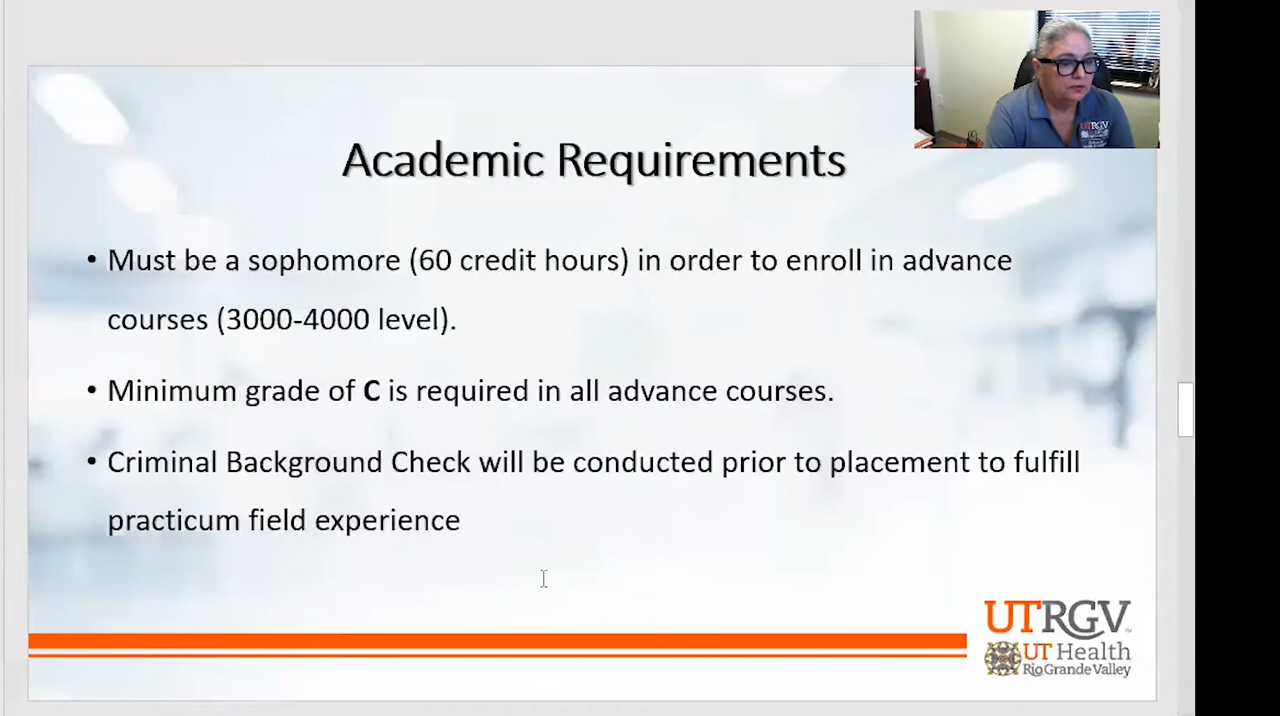 UTRGV
Academic Requirements
• Must be a sophomore (60 credit hours) in order to enroll in advance
courses (3000-4000 level).
• Minimum grade of C is required in all advance courses.
• Criminal Background Check will be conducted prior to placement to fulfill
practicum field experience
UTRGV
UT Health
Rio Grande Valley